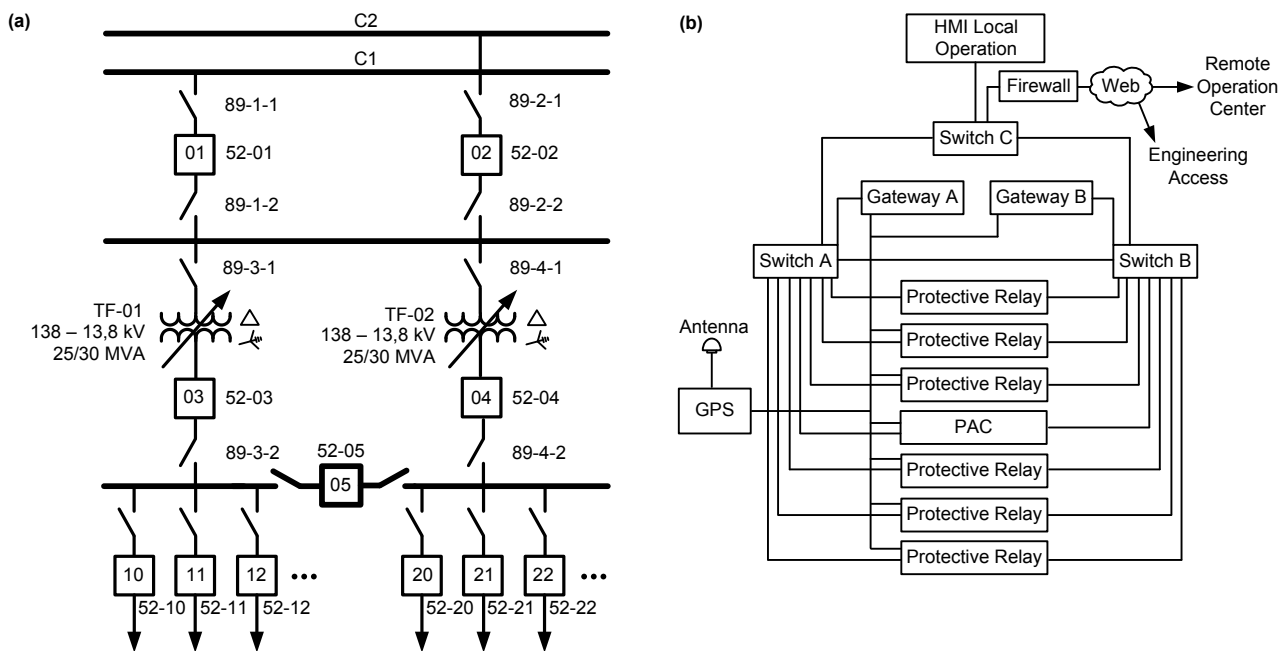 (a)
C2
C1
89-1-1
89-2-1
01
52-01
02
52-02
89-1-2
89-2-2
89-3-1
89-4-1
TF-01
138 – 13,8 kV
25/30 MVA
TF-02
138 – 13,8 kV
25/30 MVA
03
52-03
04
52-04
89-3-2
52-05
89-4-2
05
10
11
12
20
21
22
52-10
52-11
52-12
52-20
52-21
52-22
(b)
HMI Local
Operation
Firewall
Web
Remote
Operation
Center
Switch C
Engineering
Access
Gateway A
Gateway B
Switch A
Switch B
Protective Relay
Antenna
Protective Relay
Protective Relay
GPS
PAC
Protective Relay
Protective Relay
Protective Relay